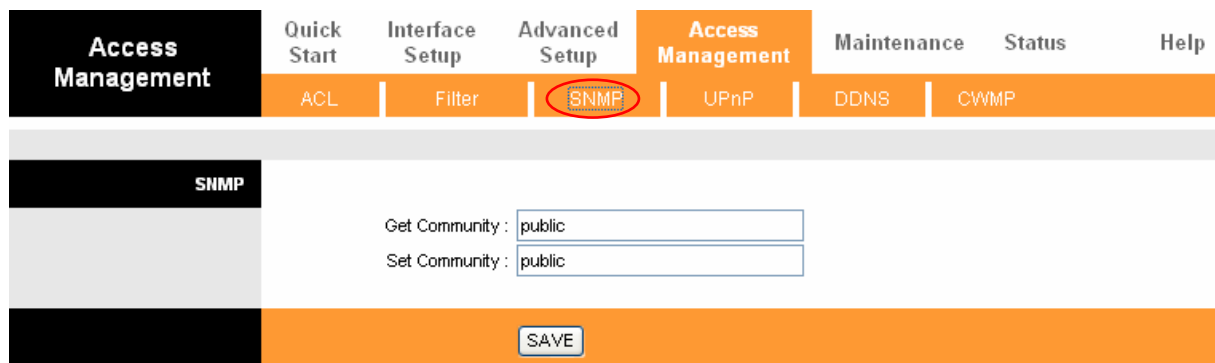 Access Management
Quick Start
Interface Setup
Advanced Setup
Access Management
Maintenance
Status
Help
ACL
Filter
SNMP
UPnP
DDNS
CWMP
SNMP
Get Community : public
Set Community : public
SAVE